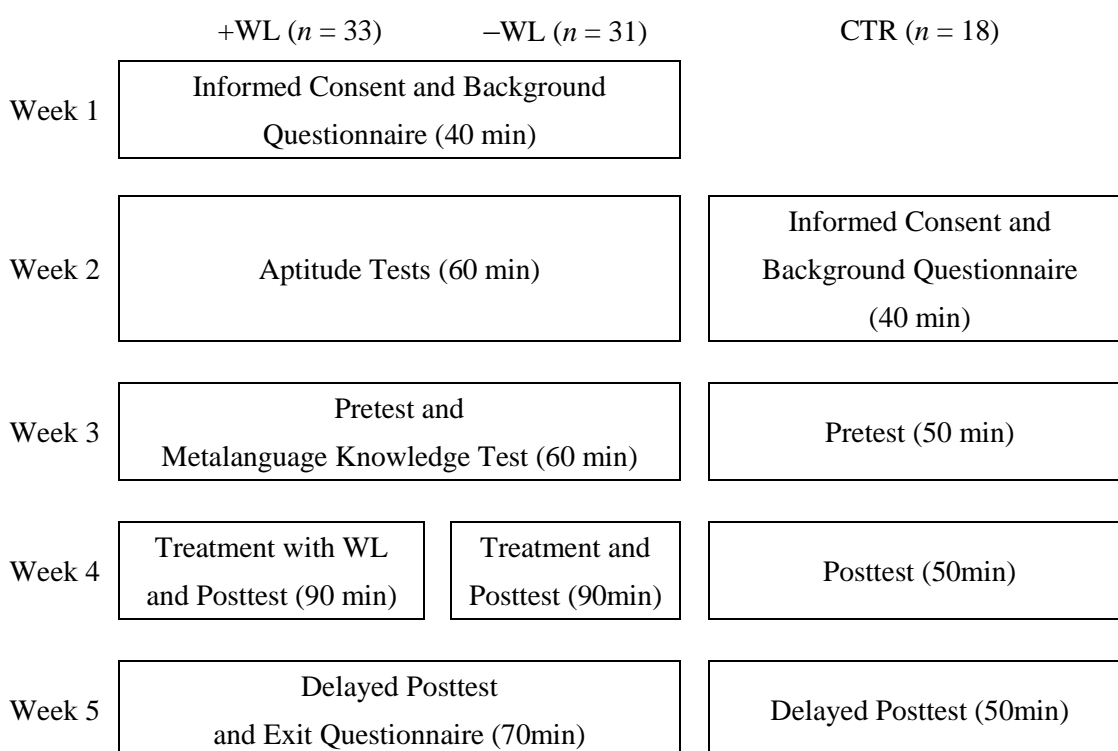 +WL (n = 33) −WL (n = 31) CTR (n = 18)
Week 1
Informed Consent and Background
Questionnaire (40 min)
Week 2
Aptitude Tests (60 min)
Informed Consent and
Background Questionnaire
(40 min)
Week 3
Pretest and
Metalanguage Knowledge Test (60 min)
Pretest (50 min)
Week 4
Treatment with WL
and Posttest (90 min)
Treatment and
Posttest (90min)
Posttest (50min)
Week 5
Delayed Posttest
and Exit Questionnaire (70min)
Delayed Posttest (50min)